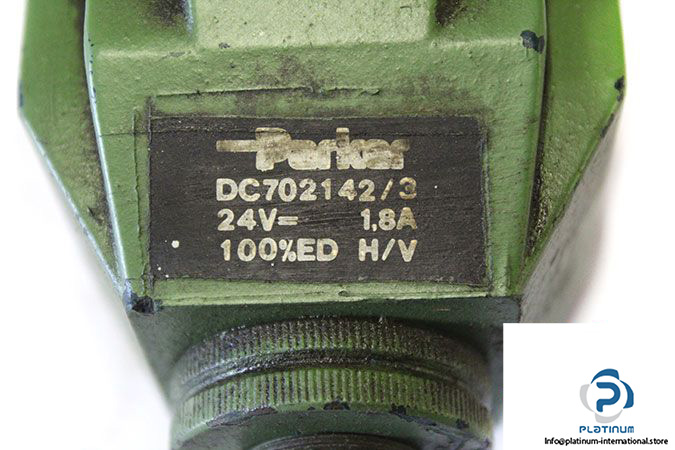 Parker
DC702142/3
24V= 1,8A
100%ED H/V
PLATINUM
Info@platinum-international.store